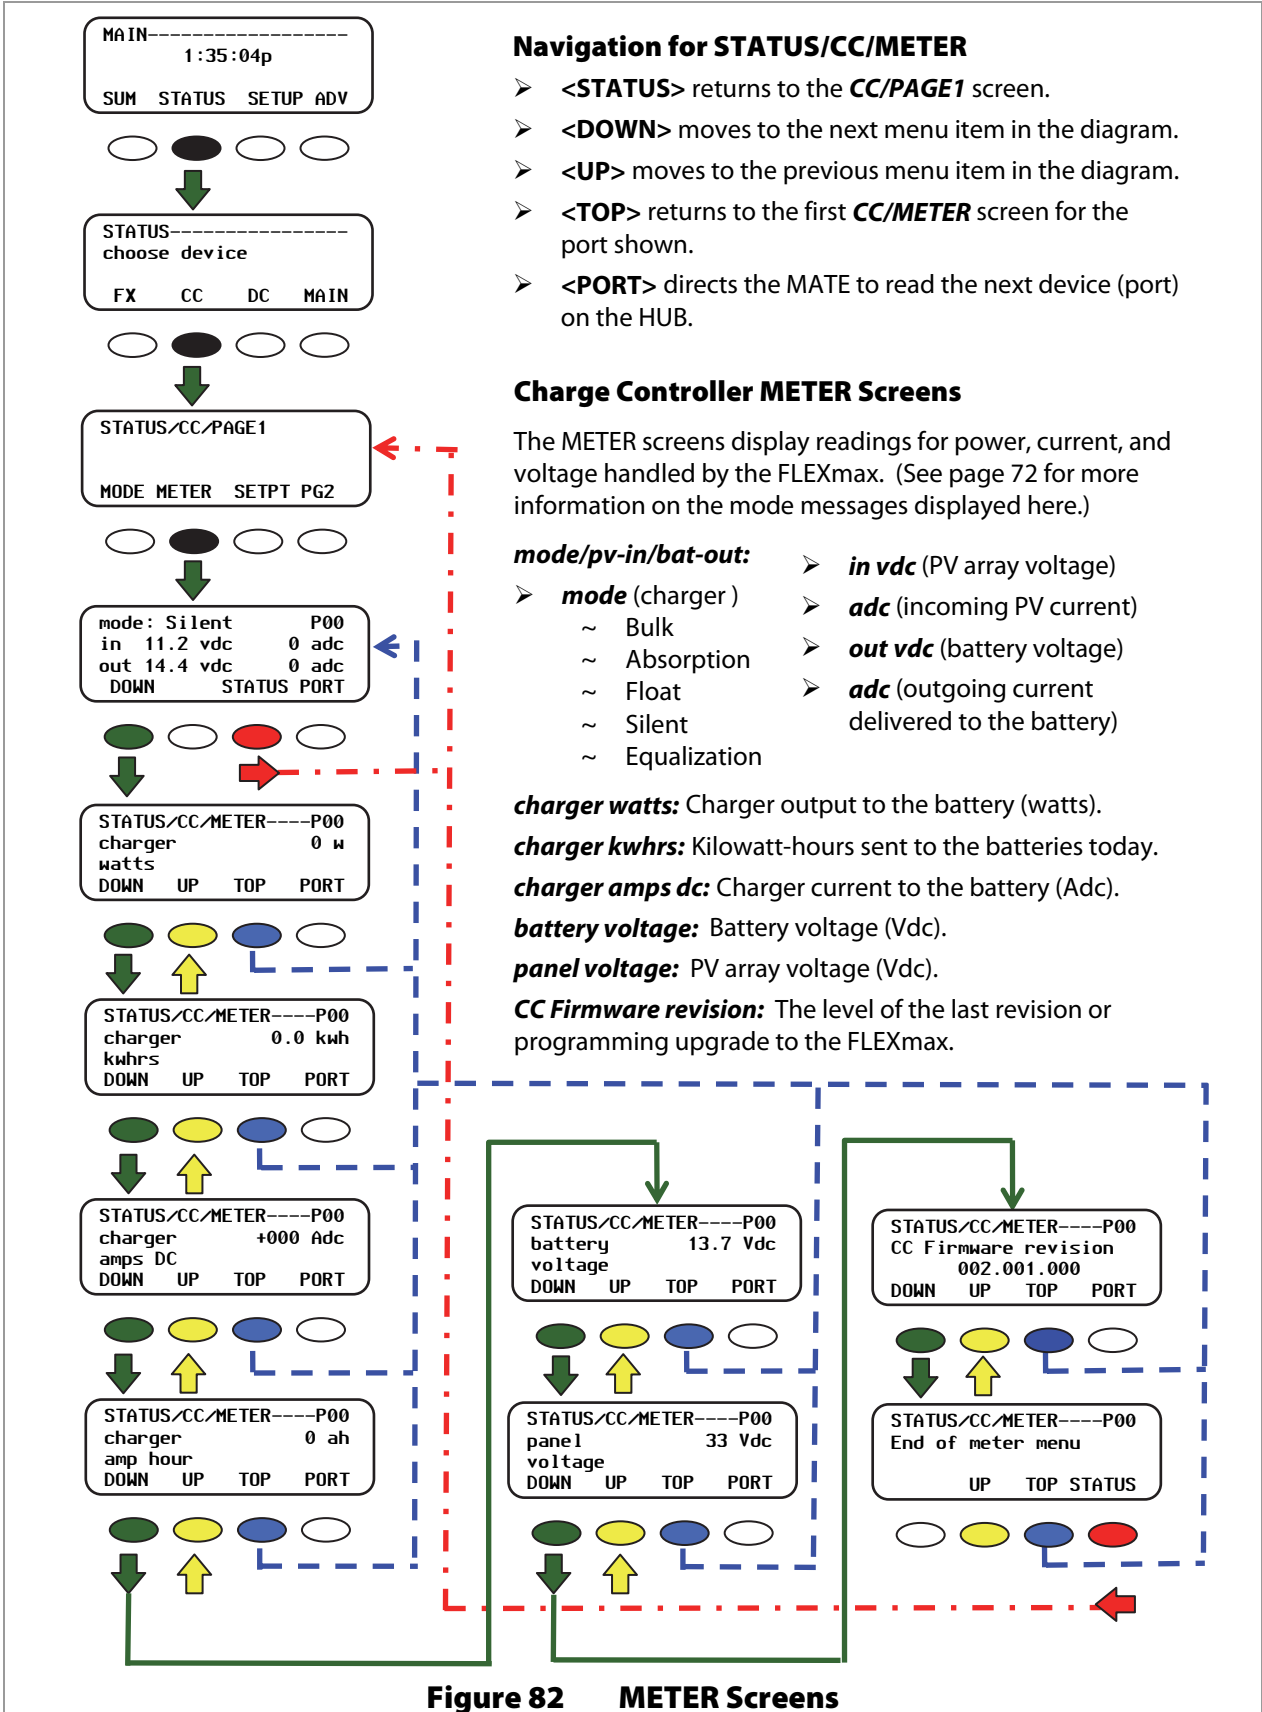 MAIN-------------------
1:35:04p
SUM STATUS SETUP ADV
STATUS-----------------
choose device
FX CC DC MAIN
STATUS/CC/PAGE1
MODE METER SETPT PG2
mode: Silent P00
in 11.2 vdc 0 adc
out 14.4 vdc 0 adc
DOWN STATUS PORT
STATUS/CC/METER----P00
charger 0 w
watts
DOWN UP TOP PORT
STATUS/CC/METER----P00
charger 0.0 kwh
kwhrs
DOWN UP TOP PORT
STATUS/CC/METER----P00
charger +000 Adc
amps DC
DOWN UP TOP PORT
STATUS/CC/METER----P00
charger 0 ah
amp hour
DOWN UP TOP PORT
Navigation for STATUS/CC/METER
➢ <STATUS> returns to the CC/PAGE1 screen.
➢ <DOWN> moves to the next menu item in the diagram.
➢ <UP> moves to the previous menu item in the diagram.
➢ <TOP> returns to the first CC/METER screen for the
port shown.
➢ <PORT> directs the MATE to read the next device (port)
on the HUB.
Charge Controller METER Screens
The METER screens display readings for power, current, and
voltage handled by the FLEXmax. (See page 72 for more
information on the mode messages displayed here.)
mode/pv-in/bat-out:
➢ mode (charger )
~ Bulk
~ Absorption
~ Float
~ Silent
~ Equalization
➢ in vdc (PV array voltage)
➢ adc (incoming PV current)
➢ out vdc (battery voltage)
➢ adc (outgoing current
delivered to the battery)
charger watts: Charger output to the battery (watts).
charger kwhrs: Kilowatt-hours sent to the batteries today.
charger amps dc: Charger current to the battery (Adc).
battery voltage: Battery voltage (Vdc).
panel voltage: PV array voltage (Vdc).
CC Firmware revision: The level of the last revision or
programming upgrade to the FLEXmax.
STATUS/CC/METER----P00
battery 13.7 Vdc
voltage
DOWN UP TOP PORT
STATUS/CC/METER----P00
panel 33 Vdc
voltage
DOWN UP TOP PORT
STATUS/CC/METER----P00
CC Firmware revision
002.001.000
DOWN UP TOP PORT
STATUS/CC/METER----P00
End of meter menu
UP TOP STATUS
Figure 82 METER Screens